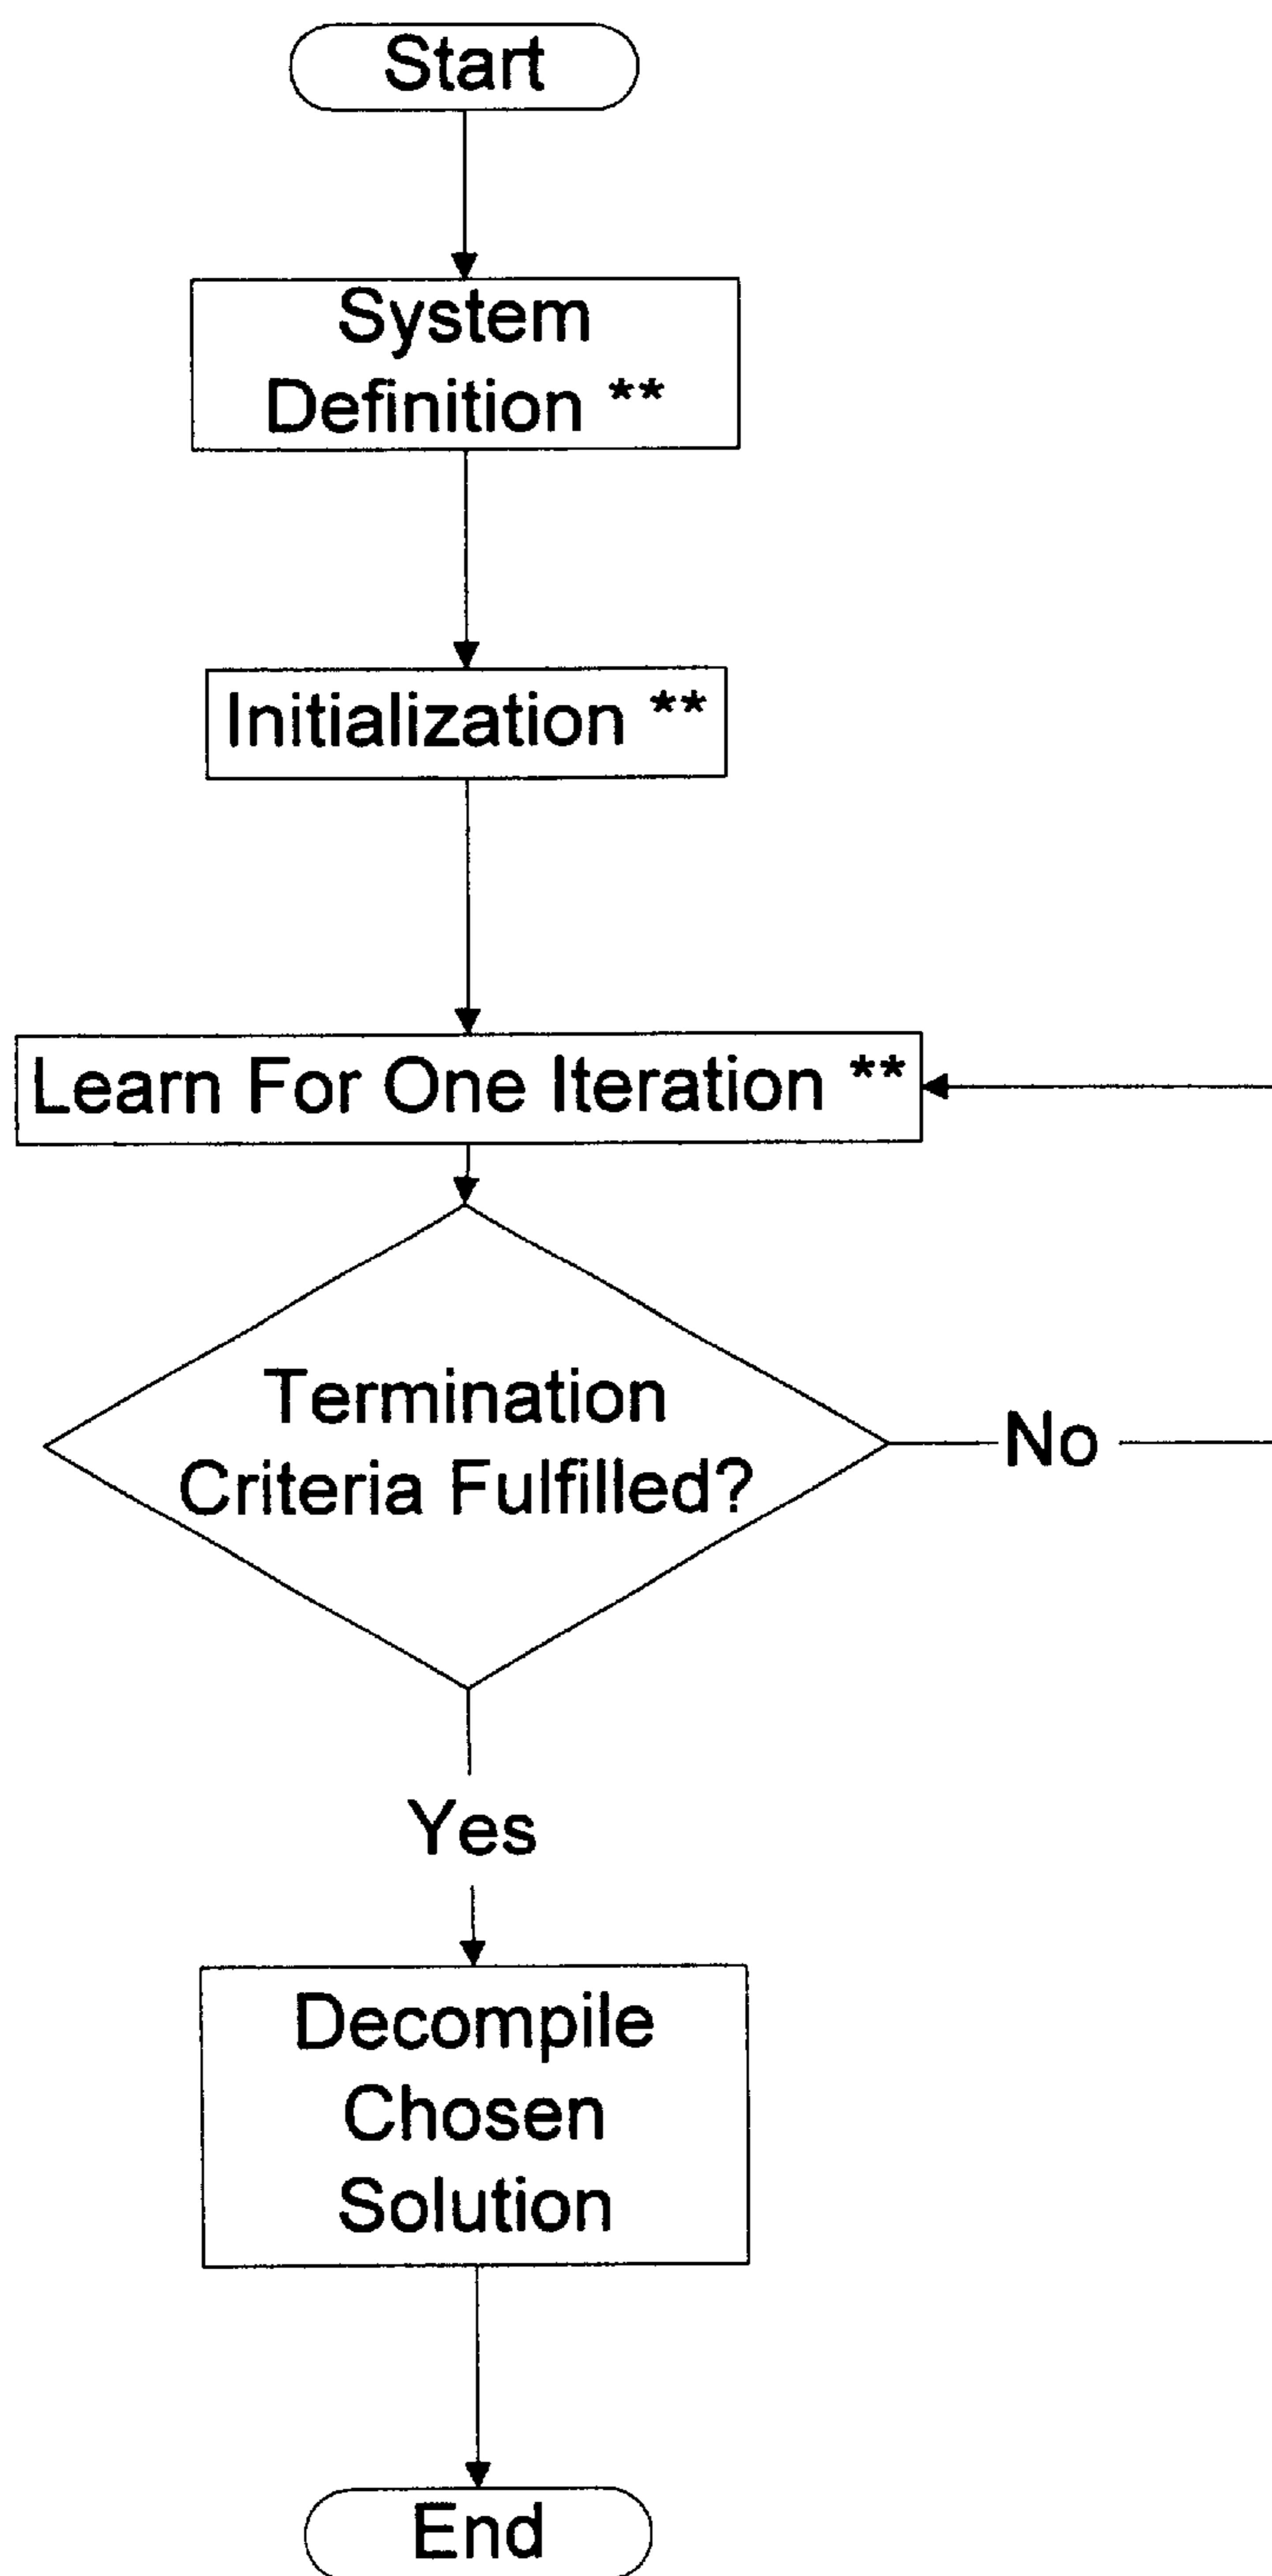 Start
System
Definition **
Initialization **
Learn For One Iteration **
Termination
Criteria Fulfilled?
No
Yes
Decompile
Chosen
Solution
End